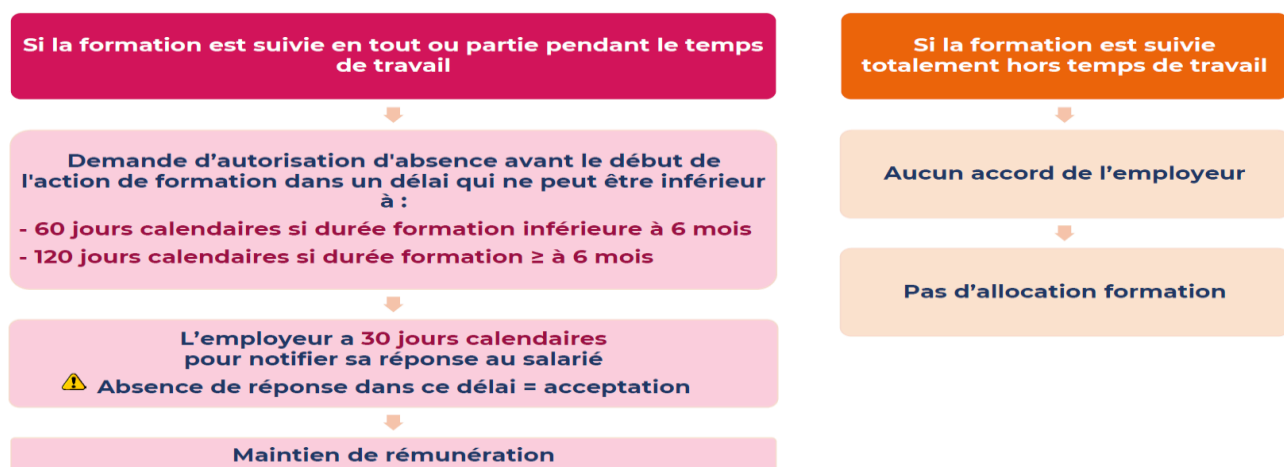 Si la formation est suivie en tout ou partie pendant le temps
de travail
Demande d’autorisation d'absence avant le début de
l'action de formation dans un délai qui ne peut être inférieur
à :
- 60 jours calendaires si durée formation inférieure à 6 mois
- 120 jours calendaires si durée formation ≥ à 6 mois
L’employeur a 30 jours calendaires
pour notifier sa réponse au salarié
Absence de réponse dans ce délai = acceptation
Maintien de rémunération
Si la formation est suivie
totalement hors temps de travail
Aucun accord de l’employeur
Pas d’allocation formation